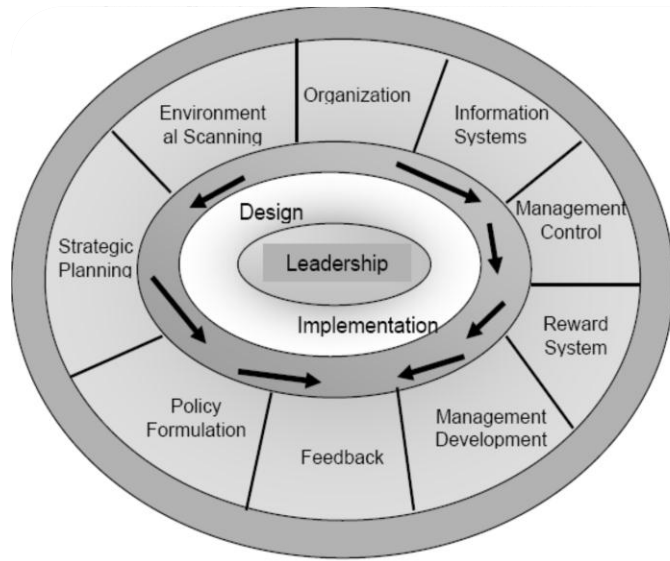 Organization
Environment
al Scanning
Information
Systems
Management
Control
Design
Strategic
Planning
Leadership
Implementation
Reward
System
Policy
Formulation
Management
Development
Feedback